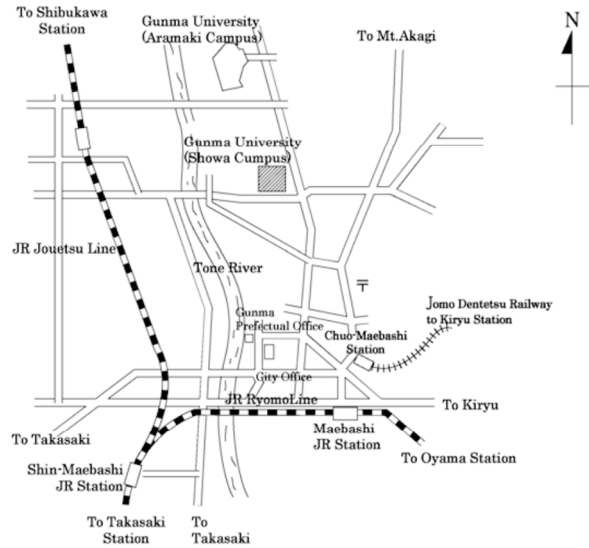 To Shibukawa
Station
Gunma University
(Aramaki Campus)
To Mt.Akagi
N
Gunma University
(Showa Campus)
JR Jouetsu Line
Tone River
〒
Jomo Dentetsu Railway
to Kiryu Station
Gunma
Prefectual Office
Chuo-Maebashi
Station
City Office
JR RyomoLine
To Kiryu
To Takasaki
Maebashi
JR Station
To Oyama Station
Shin-Maebashi
JR Station
To Takasaki
Station
To
Takasaki